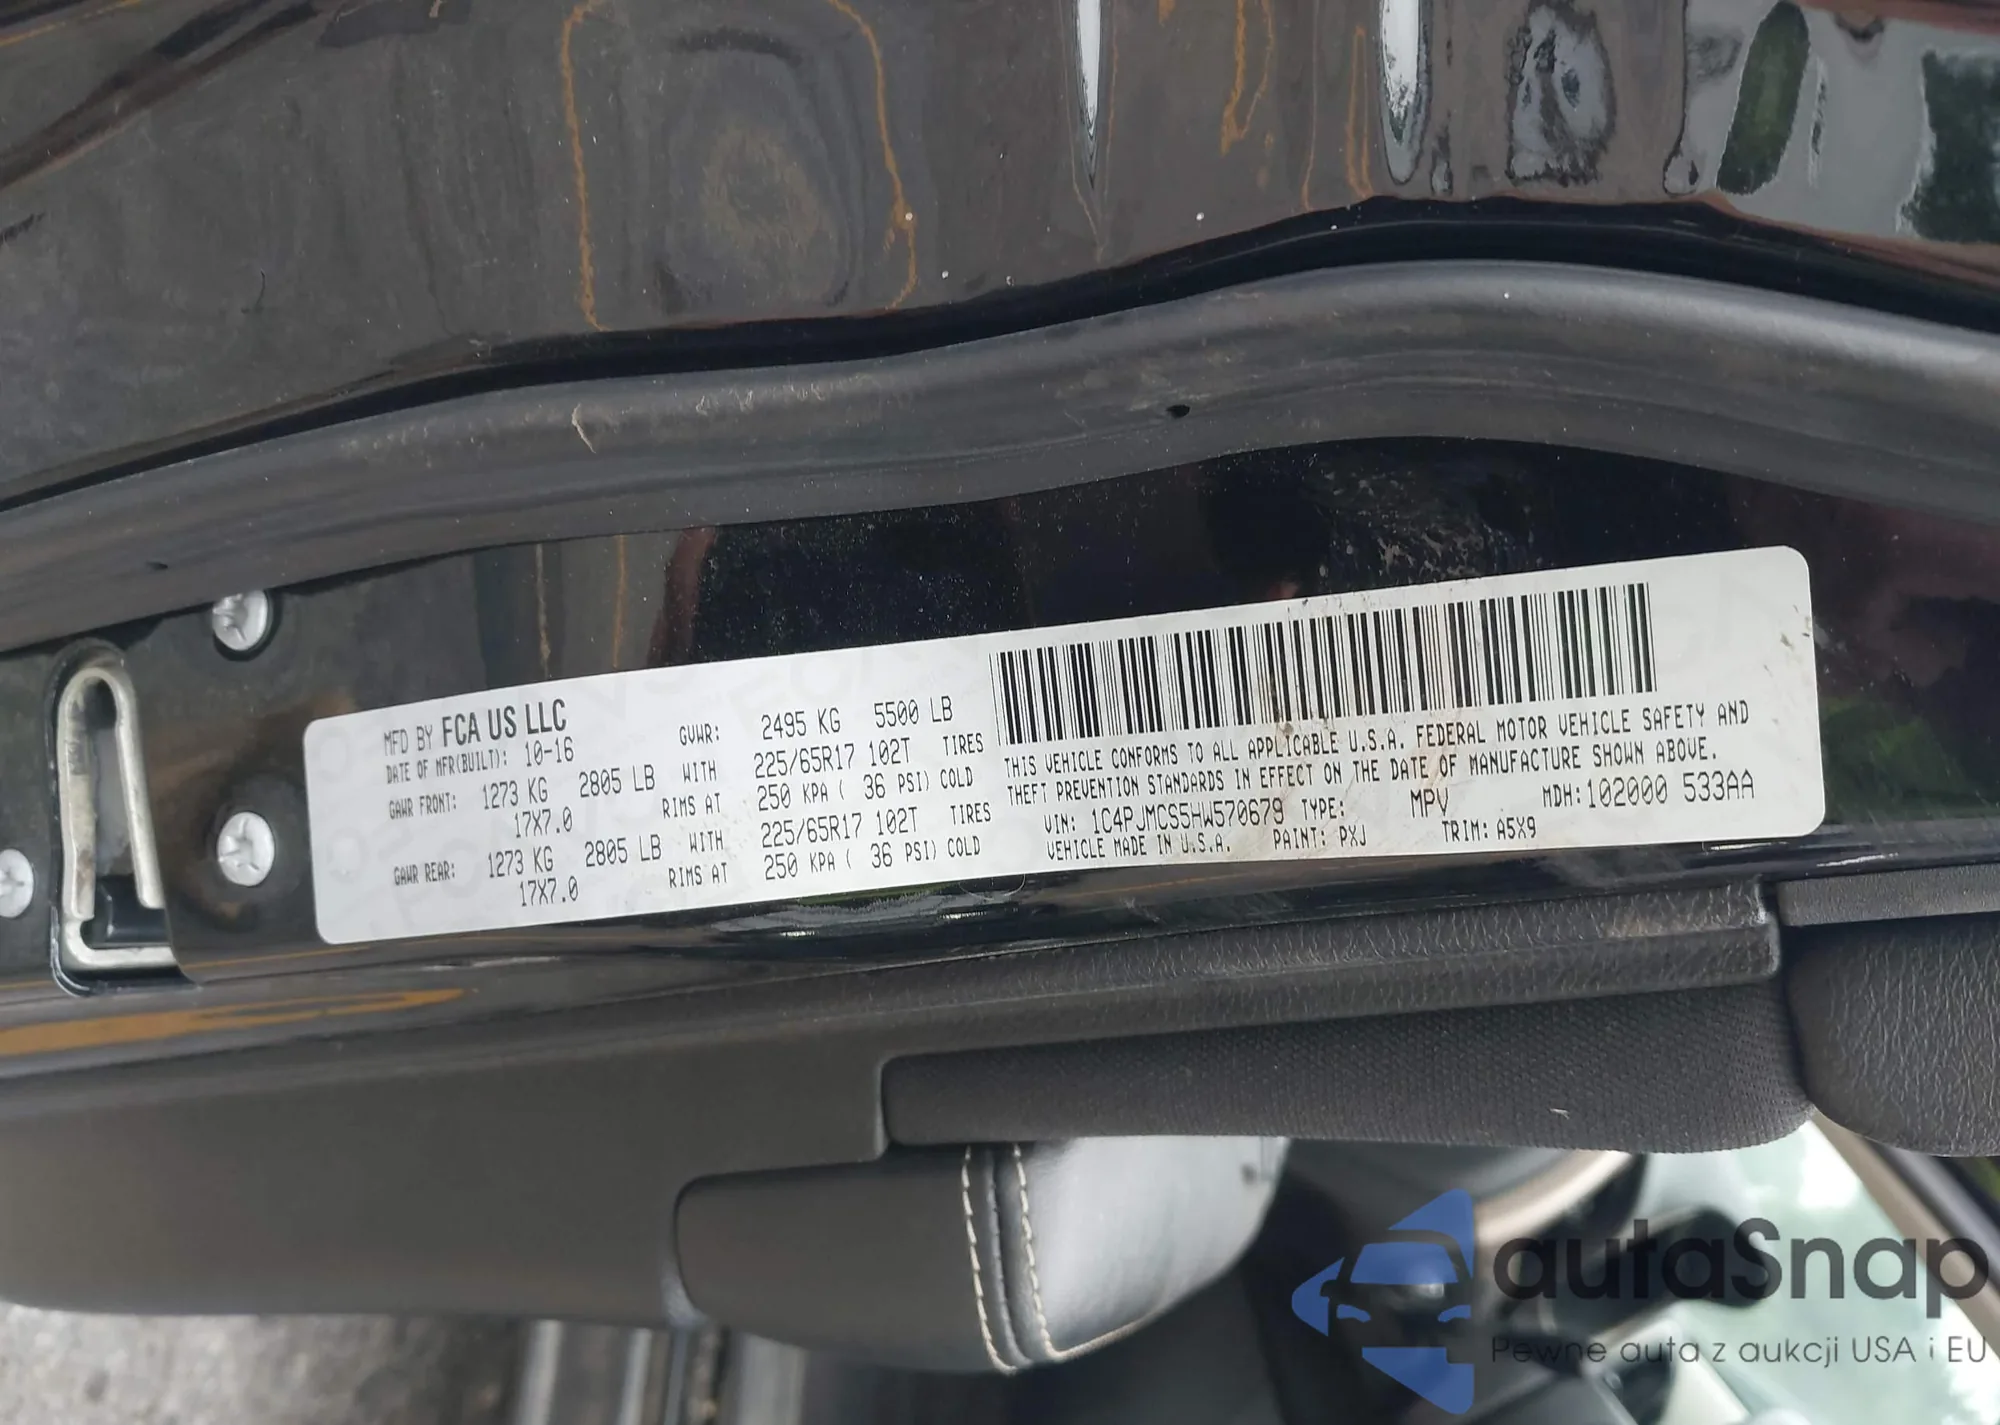 MFD BY FCA US LLC
DATE OF MFR(BUILT): 10-16
GVWR: 2495 KG 5500 LB
GAWR FRONT: 1273 KG 2805 LB WITH 225/65R17 102T TIRES
17X7.0 RIMS AT 250 KPA ( 36 PSI) COLD
GAWR REAR: 1273 KG 2805 LB WITH 225/65R17 102T TIRES
17X7.0 RIMS AT 250 KPA ( 36 PSI) COLD
THIS VEHICLE CONFORMS TO ALL APPLICABLE U.S.A. FEDERAL MOTOR VEHICLE SAFETY AND
THEFT PREVENTION STANDARDS IN EFFECT ON THE DATE OF MANUFACTURE SHOWN ABOVE.
VIN: 1C4PJMCS5HW570679 TYPE: MPV MDH:102000 533AA
VEHICLE MADE IN U.S.A. PAINT: PXJ TRIM: A5X9
autaSnap
Pewne auta z aukcji USA i EU